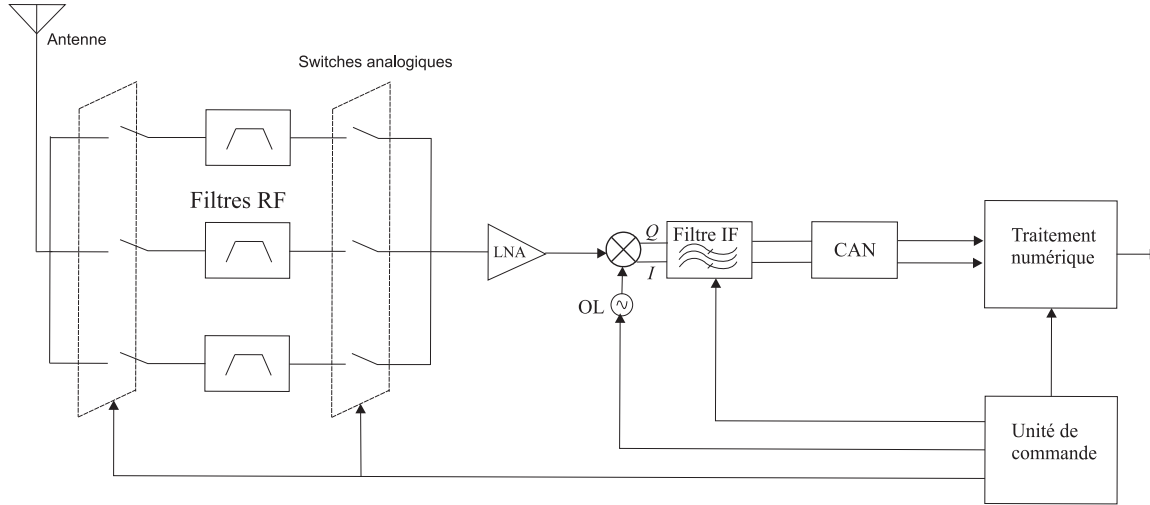 Antenne
Switches analogiques
Filtres RF
LNA
Q
I
OL
Filtre IF
CAN
Traitement
numérique
Unité de
commande